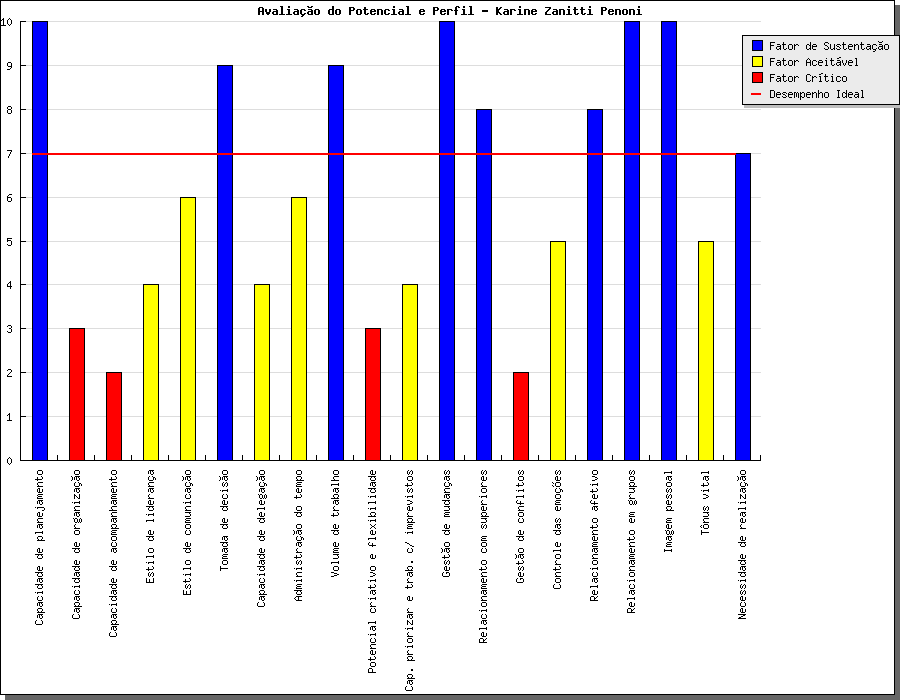 Avaliação do Potencial e Perfil - Karine Zanitti Penoni
Fator de Sustentação
Fator Aceitável
Fator Crítico
Desempenho Ideal
10
9
8
7
6
5
4
3
2
1
0
Capacidade de planejamento
Capacidade de organização
Capacidade de acompanhamento
Estilo de liderança
Estilo de comunicação
Tomada de decisão
Capacidade de delegação
Administração do tempo
Volume de trabalho
Potencial criativo e flexibilidade
Cap. priorizar e trab. c/ imprevistos
Gestão de mudanças
Relacionamento com superiores
Gestão de conflitos
Controle das emoções
Relacionamento afetivo
Relacionamento em grupos
Imagem pessoal
Tônus vital
Necessidade de realização